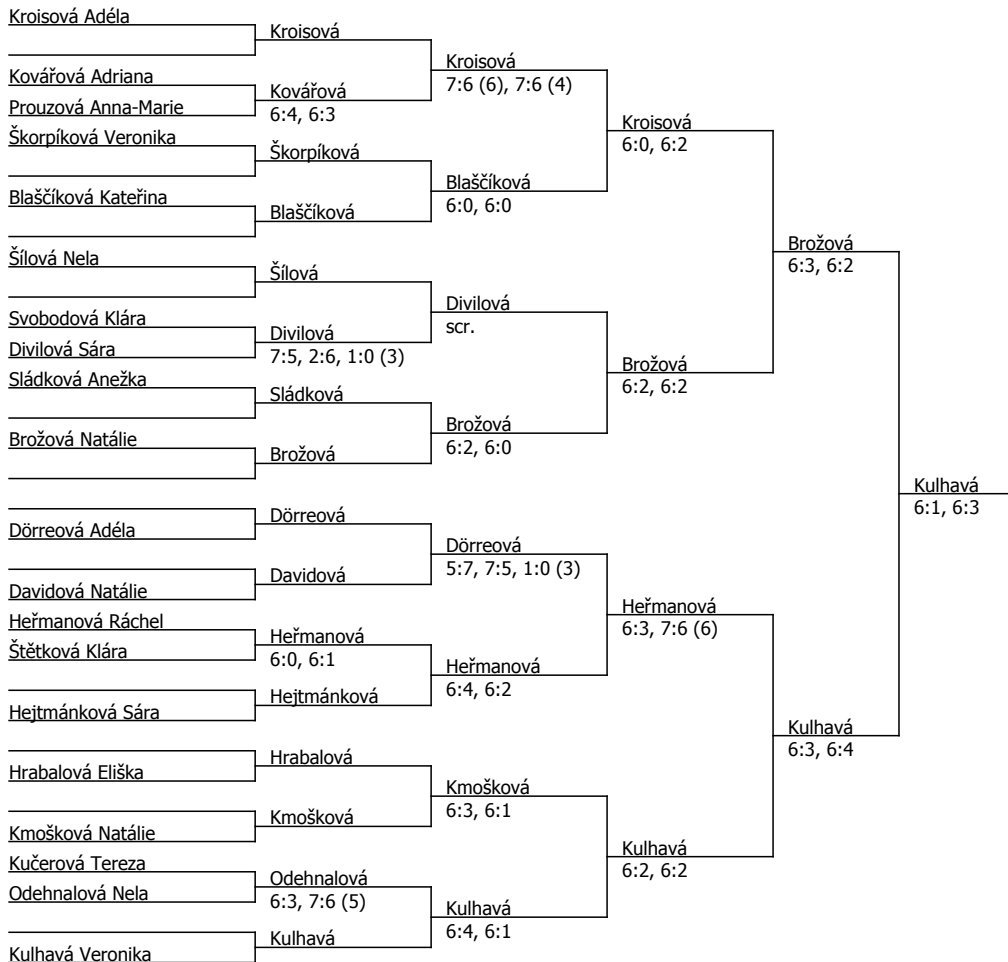 Kroisová Adéla
Kovářová Adriana
Prouzová Anna-Marie
Škorpíková Veronika
Blaščíková Kateřina
Šílová Nela
Svobodová Klára
Divilová Sára
Sládková Anežka
Brožová Natálie
Dörreová Adéla
Davidová Natálie
Heřmanová Ráchel
Štětková Klára
Hejtmánková Sára
Hrabalová Eliška
Kmošková Natálie
Kučerová Tereza
Odehnalová Nela
Kulhavá Veronika
Kroisová
Kovářová
6:4, 6:3
Škorpíková
Blaščíková
Šílová
Divilová
7:5, 2:6, 1:0 (3)
Sládková
Brožová
Dörreová
Davidová
Heřmanová
6:0, 6:1
Hejtmánková
Hrabalová
Kmošková
Odehnalová
6:3, 7:6 (5)
Kulhavá
Kroisová
7:6 (6), 7:6 (4)
Blaščíková
6:0, 6:0
Divilová
scr.
Brožová
6:2, 6:0
Dörreová
5:7, 7:5, 1:0 (3)
Heřmanová
6:4, 6:2
Kmošková
6:3, 6:1
Kulhavá
6:4, 6:1
Kroisová
6:0, 6:2
Brožová
6:2, 6:2
Heřmanová
6:3, 7:6 (6)
Kulhavá
6:2, 6:2
Brožová
6:3, 6:2
Kulhavá
6:3, 6:4
Kulhavá
6:1, 6:3